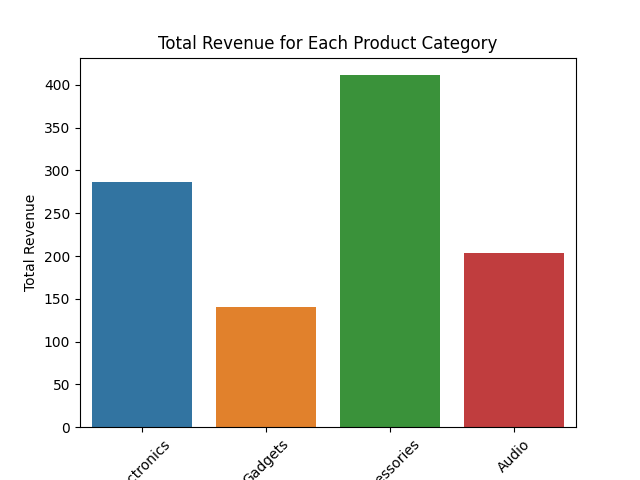 Total Revenue for Each Product Category
400
350
300
250
200
150
100
50
0
Total Revenue
ctronics
Gadgets
essories
Audio